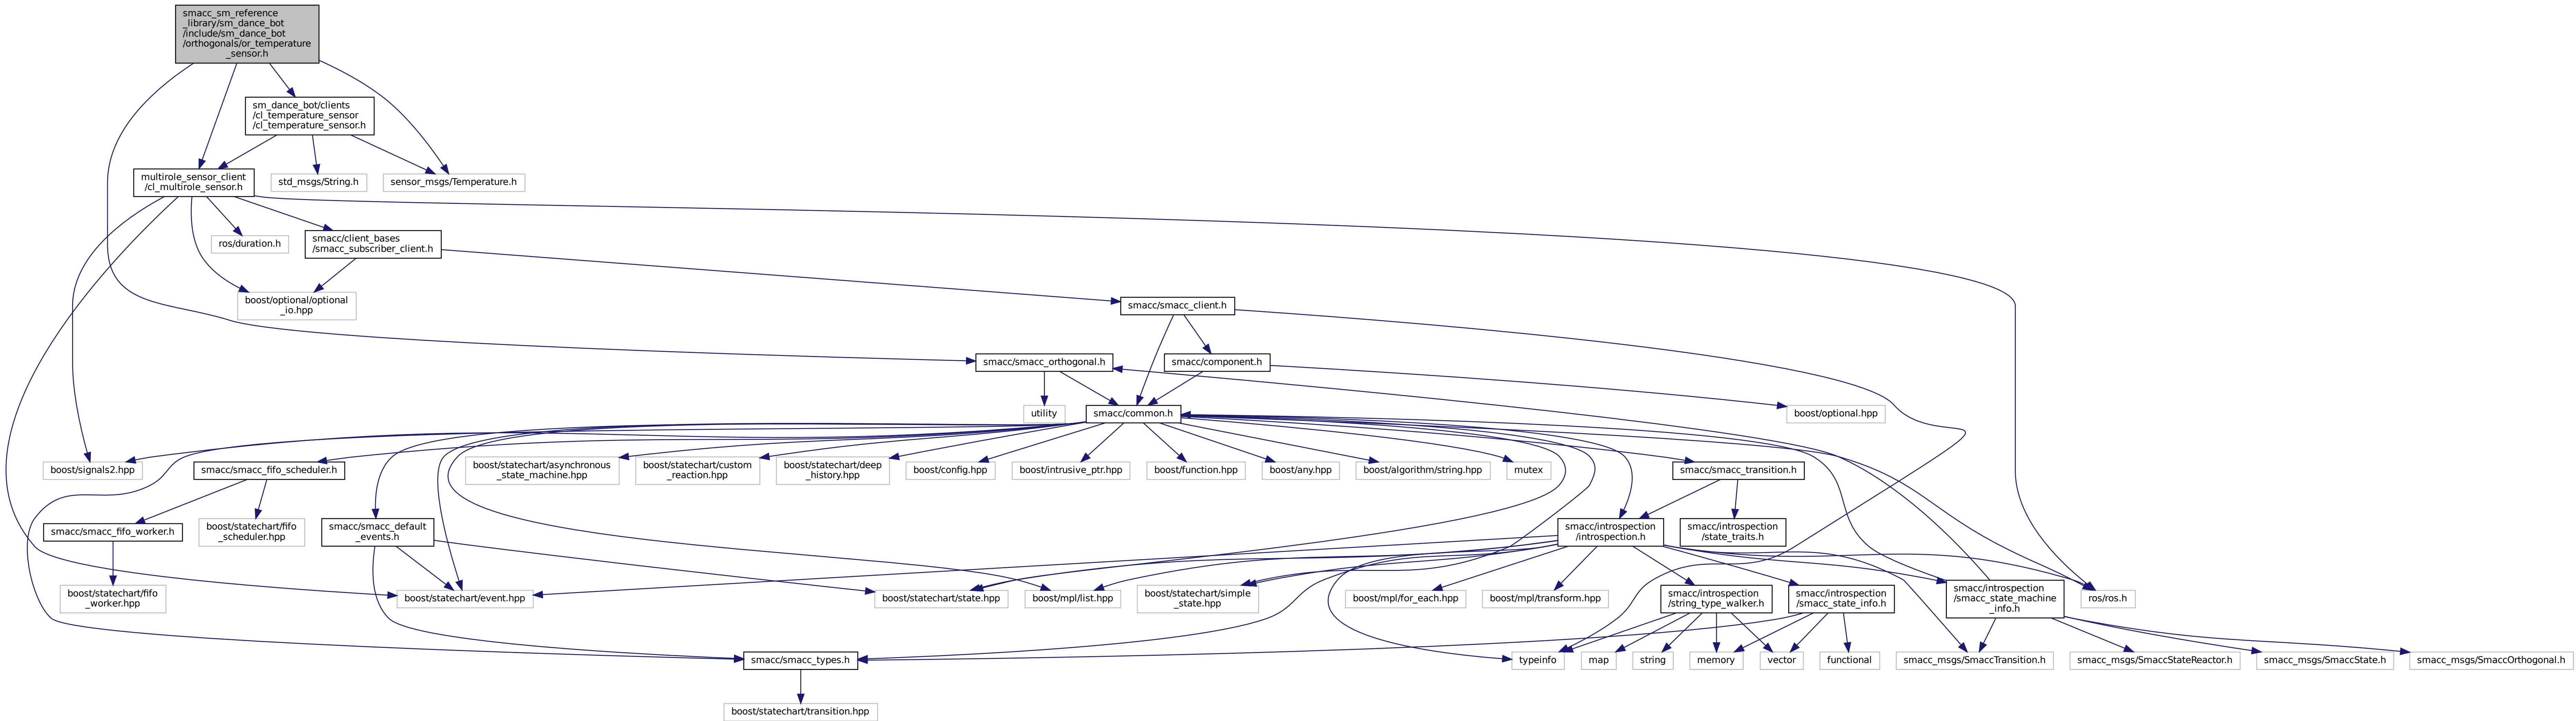 smacc_sm_reference
_library/sm_dance_bot
/include/sm_dance_bot
/orthogonals/or_temperature
_sensor.h
sm_dance_bot/clients
/cl_temperature_sensor
/cl_temperature_sensor.h
multirole_sensor_client
/cl_multirole_sensor.h
std_msgs/String.h
sensor_msgs/Temperature.h
ros/duration.h
smacc/client_bases
/smacc_subscriber_client.h
boost/optional/optional
_io.hpp
smacc/smacc_client.h
smacc/smacc_orthogonal.h
smacc/component.h
utility
smacc/common.h
boost/optional.hpp
boost/signals2.hpp
smacc/smacc_fifo_scheduler.h
boost/statechart/asynchronous
_state_machine.hpp
boost/statechart/custom
_reaction.hpp
boost/statechart/deep
_history.hpp
boost/config.hpp
boost/intrusive_ptr.hpp
boost/function.hpp
boost/any.hpp
boost/algorithm/string.hpp
mutex
smacc/smacc_transition.h
smacc/smacc_fifo_worker.h
boost/statechart/fifo
_scheduler.hpp
smacc/smacc_default
_events.h
smacc/introspection
/introspection.h
smacc/introspection
/state_traits.h
boost/statechart/fifo
_worker.hpp
boost/statechart/event.hpp
boost/statechart/state.hpp
boost/mpl/list.hpp
boost/statechart/simple
_state.hpp
boost/mpl/for_each.hpp
boost/mpl/transform.hpp
smacc/introspection
/string_type_walker.h
smacc/introspection
/smacc_state_info.h
smacc/introspection
/smacc_state_machine
_info.h
ros/ros.h
smacc/smacc_types.h
typeinfo
map
string
memory
vector
functional
smacc_msgs/SmaccTransition.h
smacc_msgs/SmaccStateReactor.h
smacc_msgs/SmaccState.h
smacc_msgs/SmaccOrthogonal.h
boost/statechart/transition.hpp